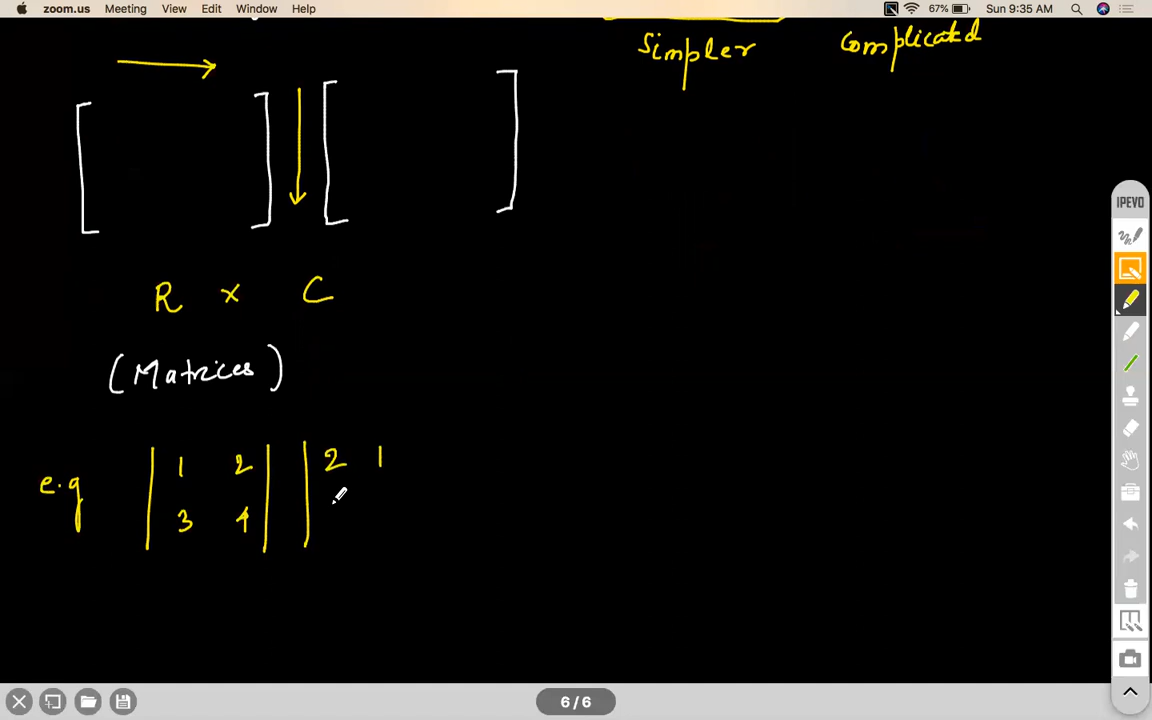 zoom.us Meeting View Edit Window Help 67% Sun 9:35 AM
Simpler Complicated
IPEVO
R × C
(Matrices)
e.g | 1 2 | | 2 1
3 4
6 / 6